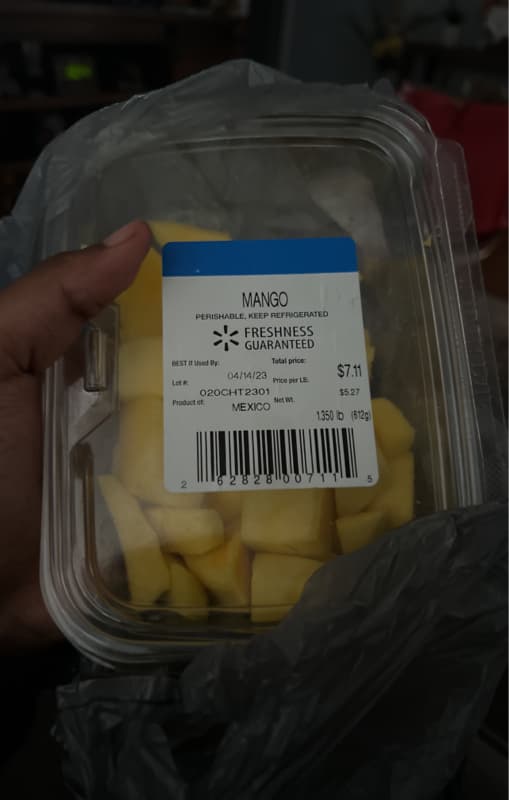 MANGO
PERISHABLE, KEEP REFRIGERATED
FRESHNESS
GUARANTEED
BEST If Used By: Total price:
04/14/23 $7.11
Lot #: Price per LB:
020CHT2301 $5.27
Product of: Net Wt.
MEXICO 1.350 lb (612g)
2 62828 00711 5